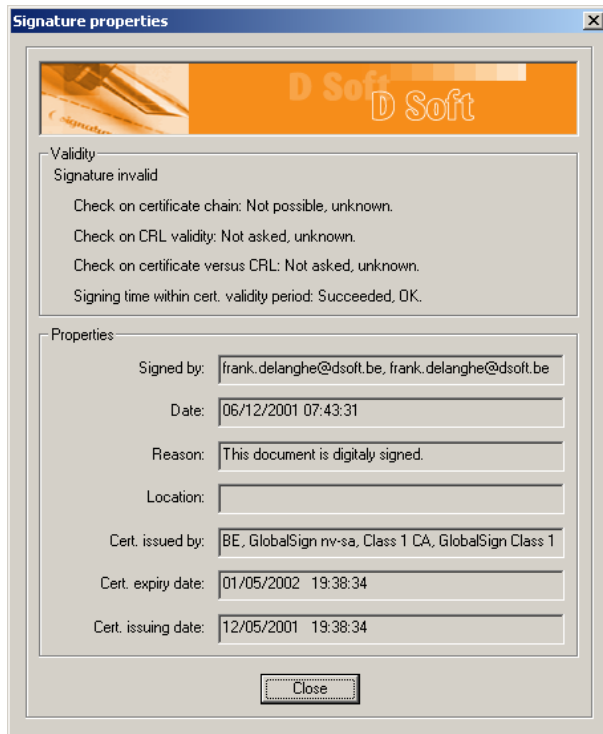 Signature properties
( signatur
D Soft
D Soft
Validity
Signature invalid
Check on certificate chain: Not possible, unknown.
Check on CRL validity: Not asked, unknown.
Check on certificate versus CRL: Not asked, unknown.
Signing time within cert. validity period: Succeeded, OK.
Properties
Signed by: frank.delanghe@dsoft.be, frank.delanghe@dsoft.be
Date: 06/12/2001 07:43:31
Reason: This document is digitaly signed.
Location:
Cert. issued by: BE, GlobalSign nv-sa, Class 1 CA, GlobalSign Class 1
Cert. expiry date: 01/05/2002 19:38:34
Cert. issuing date: 12/05/2001 19:38:34
Close